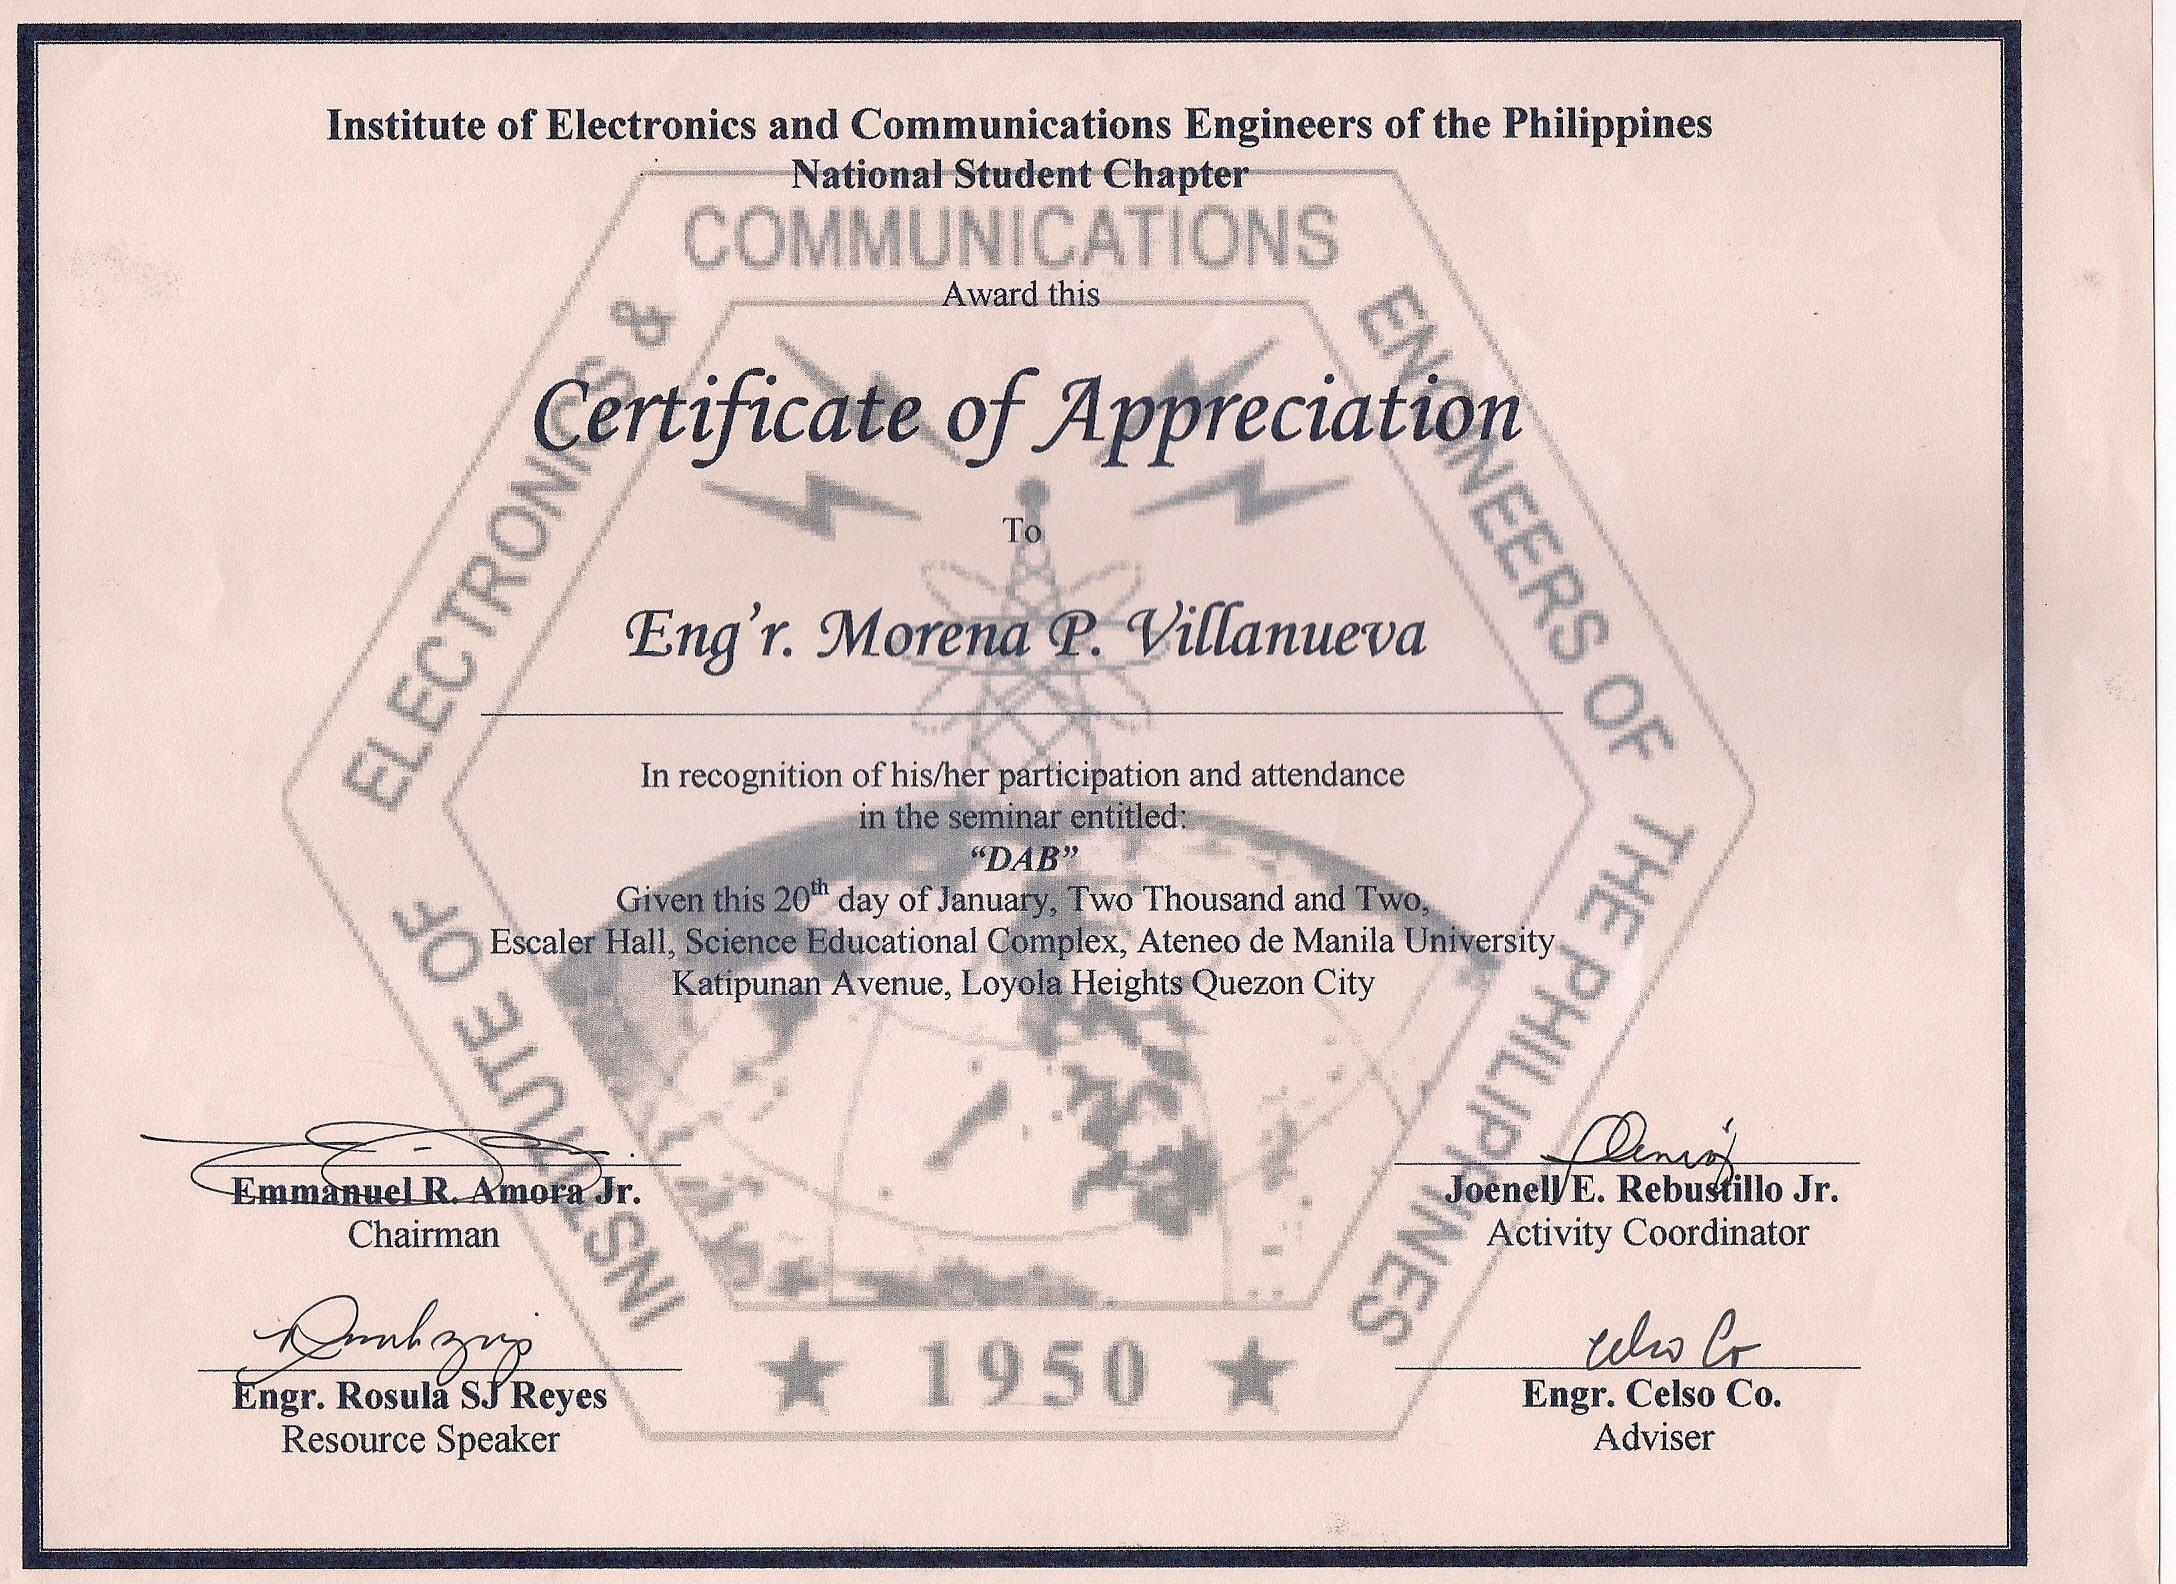 Institute of Electronics and Communications Engineers of the Philippines
National Student Chapter
COMMUNICATIONS
Award this
Certificate of Appreciation
To
Eng'r. Morena P. Villanueva
In recognition of his/her participation and attendance
in the seminar entitled:
“DAB”
Given this 20th day of January, Two Thousand and Two,
Escaler Hall, Science Educational Complex, Ateneo de Manila University
Katipunan Avenue, Loyola Heights Quezon City
INSTITUTE OF ELECTRONICS &
ENGINEERS OF THE PHILIPPINES
Emmanuel R. Amora Jr.
Chairman
Joenell E. Rebustillo Jr.
Activity Coordinator
Celso Co
Engr. Rosula SJ Reyes
Resource Speaker
Engr. Celso Co.
Adviser
1950